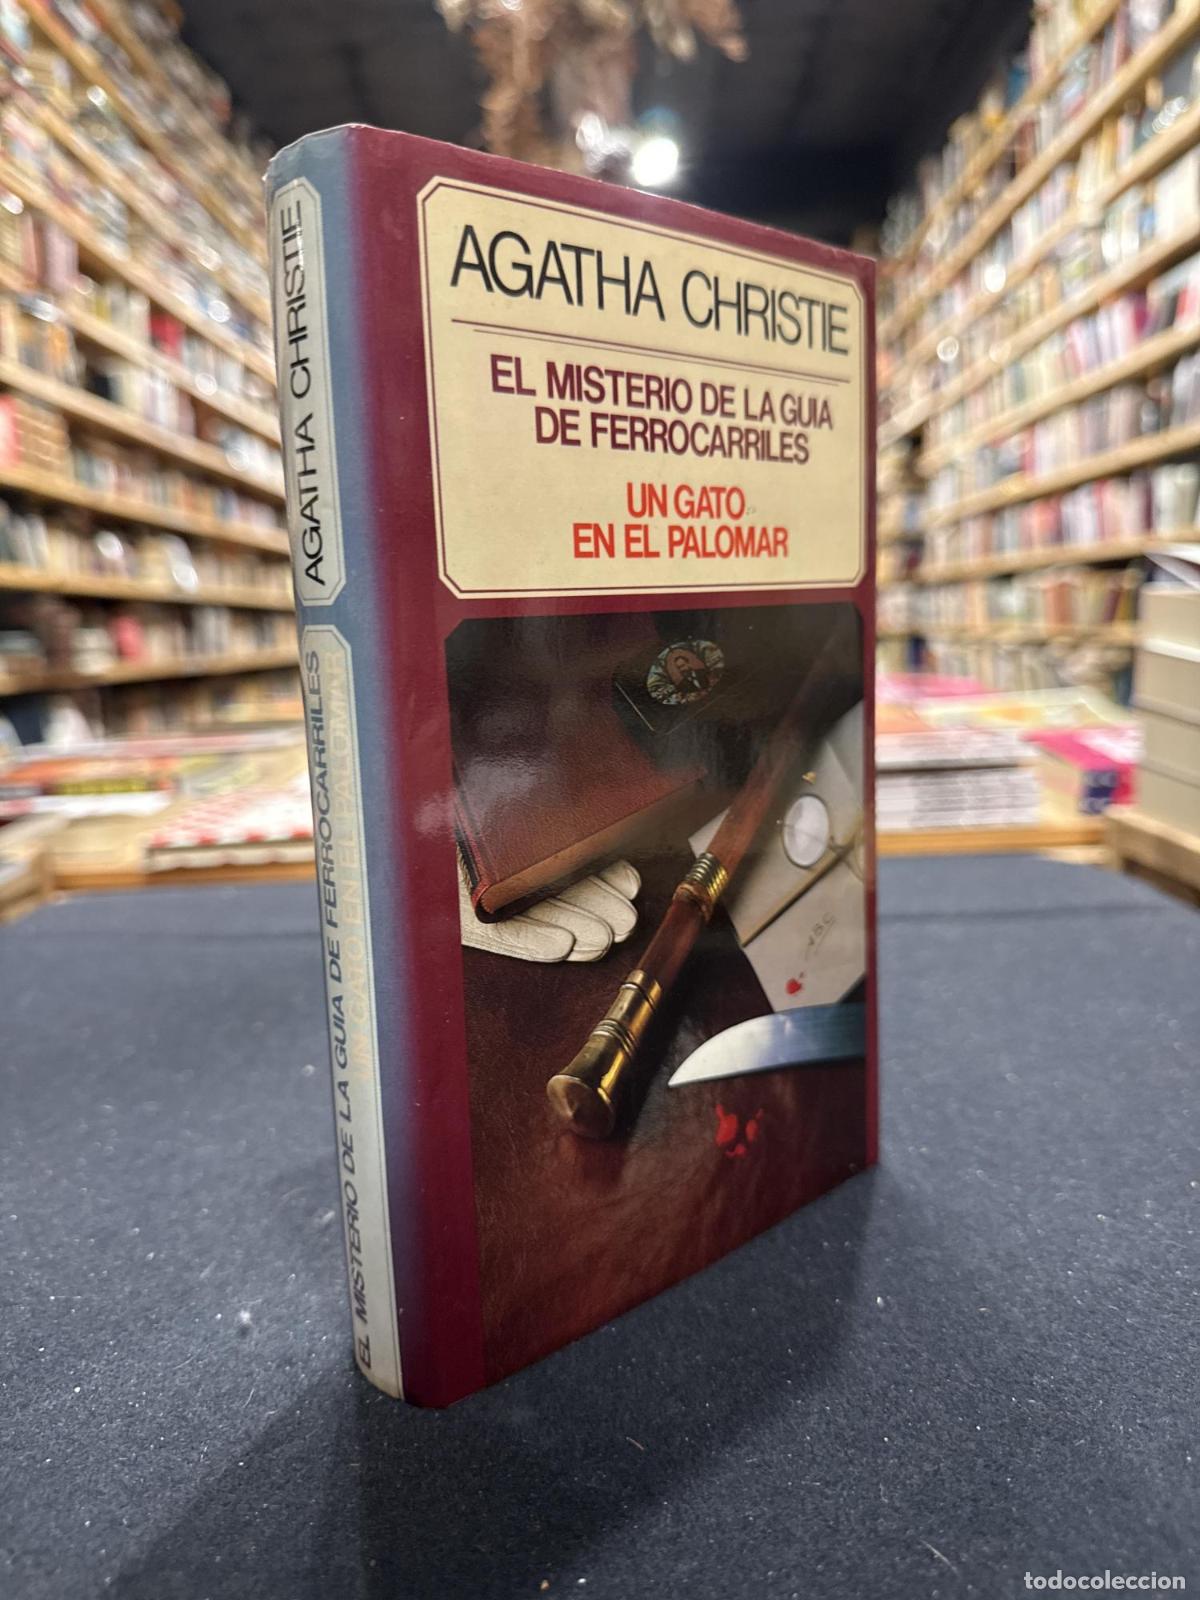 AGATHA CHRISTIE
EL MISTERIO DE LA GUIA
DE FERROCARRILES
UN GATO
EN EL PALOMAR
AGATHA CHRISTIE
EL MISTERIO DE LA GUIA DE FERROCARRILES
UN GATO EN EL PALOMAR
A.B.C.
todocoleccion